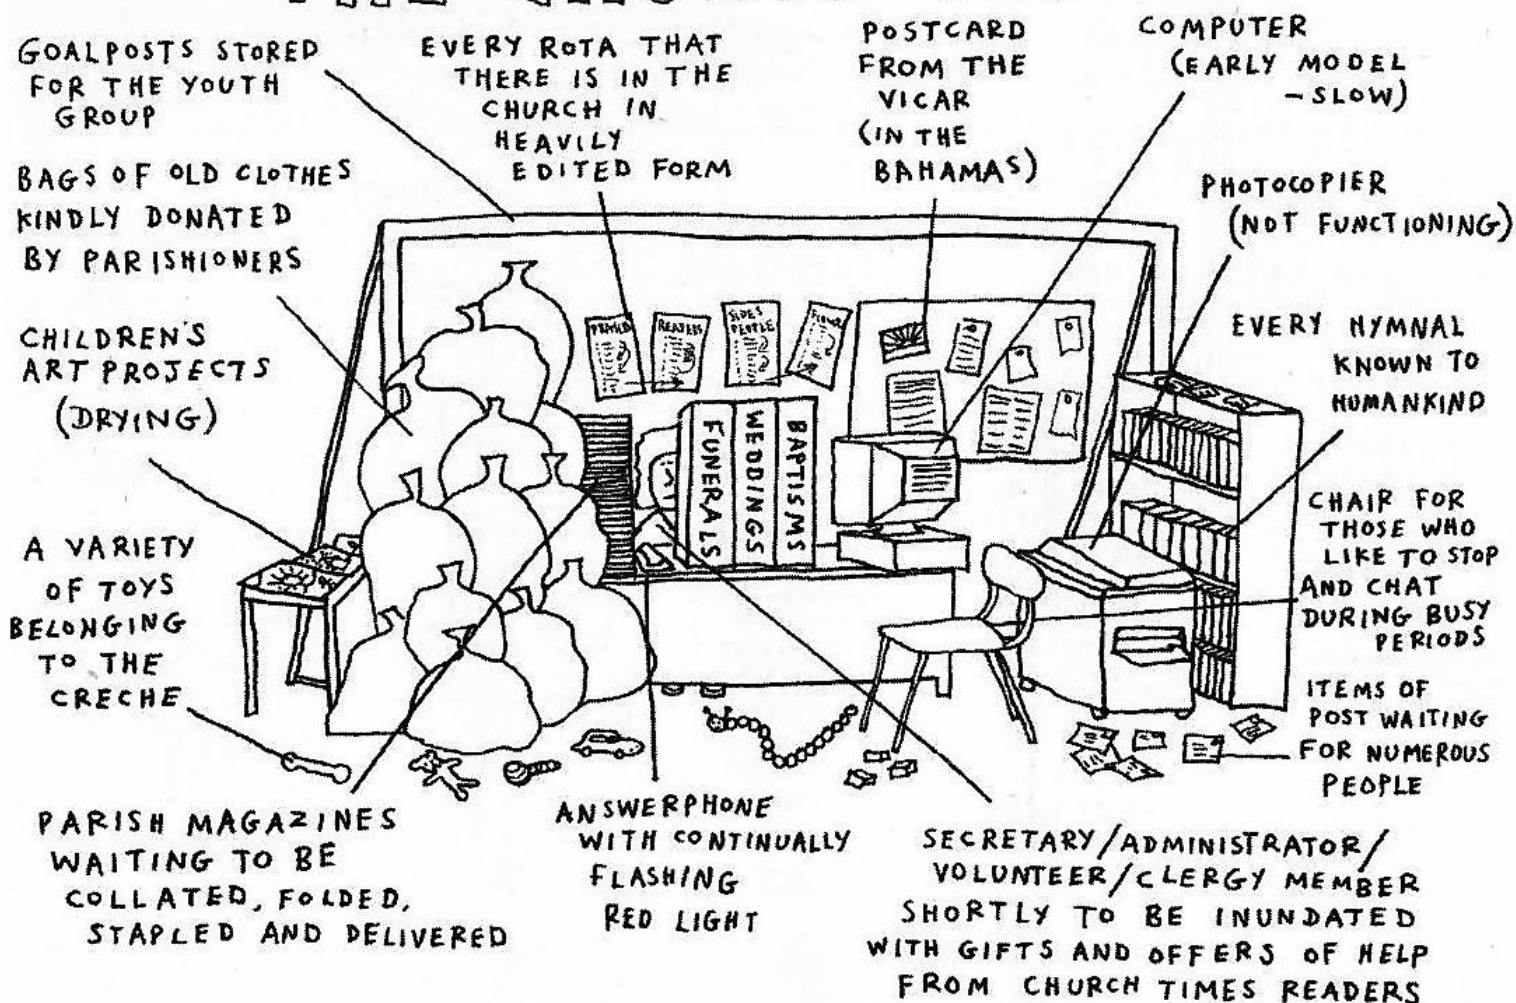 GOALPOSTS STORED
FOR THE YOUTH
GROUP
EVERY ROTA THAT
THERE IS IN THE
CHURCH IN
HEAVILY
EDITED FORM
POSTCARD
FROM THE
VICAR
(IN THE
BAHAMAS)
COMPUTER
(EARLY MODEL
-SLOW)
BAGS OF OLD CLOTHES
KINDLY DONATED
BY PARISHIONERS
PHOTOCOPIER
(NOT FUNCTIONING)
CHILDREN'S
ART PROJECTS
(DRYING)
READERS
SIDES
PEOPLE
EVERY HYMNAL
KNOWN TO
HUMANKIND
FUNERALS
WEDDINGS
BAPTISMS
CHAIR FOR
THOSE WHO
LIKE TO STOP
AND CHAT
DURING BUSY
PERIODS
A VARIETY
OF TOYS
BELONGING
TO THE
CRECHE
ITEMS OF
POST WAITING
FOR NUMEROUS
PEOPLE
PARISH MAGAZINES
WAITING TO BE
COLLATED, FOLDED,
STAPLED AND DELIVERED
ANSWERPHONE
WITH CONTINUALLY
FLASHING
RED LIGHT
SECRETARY/ADMINISTRATOR/
VOLUNTEER/CLERGY MEMBER
SHORTLY TO BE INUNDATED
WITH GIFTS AND OFFERS OF HELP
FROM CHURCH TIMES READERS